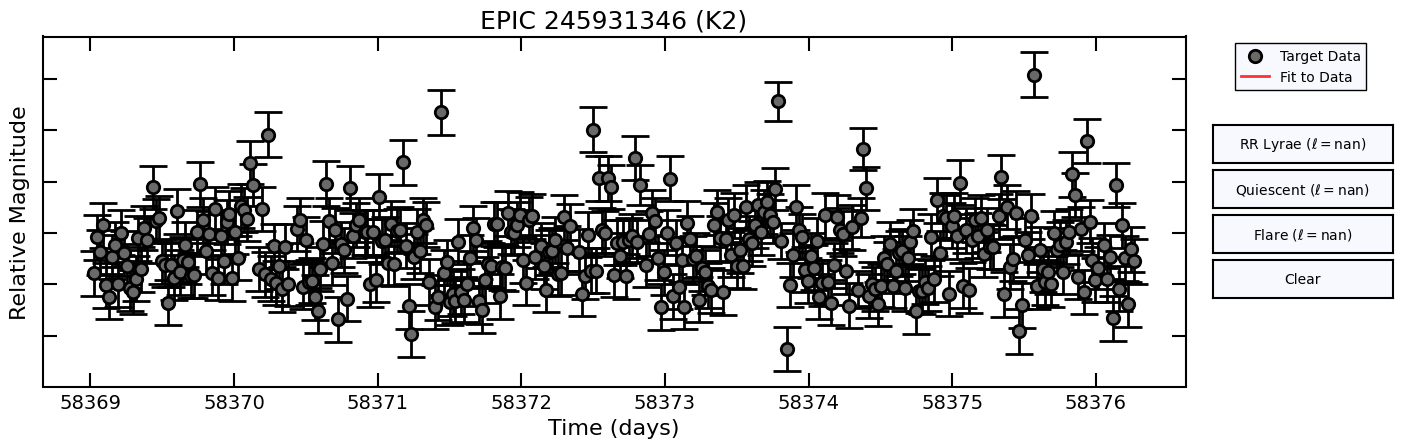 EPIC 245931346 (K2)
Relative Magnitude
58369 58370 58371 58372 58373 58374 58375 58376
Time (days)
Target Data
Fit to Data
RR Lyrae (ℓ = nan)
Quiescent (ℓ = nan)
Flare (ℓ = nan)
Clear